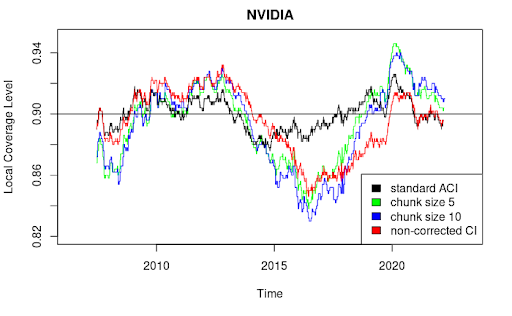 NVIDIA
Local Coverage Level
0.94
0.90
0.86
0.82
standard ACI
chunk size 5
chunk size 10
non-corrected CI
2010
2015
2020
Time